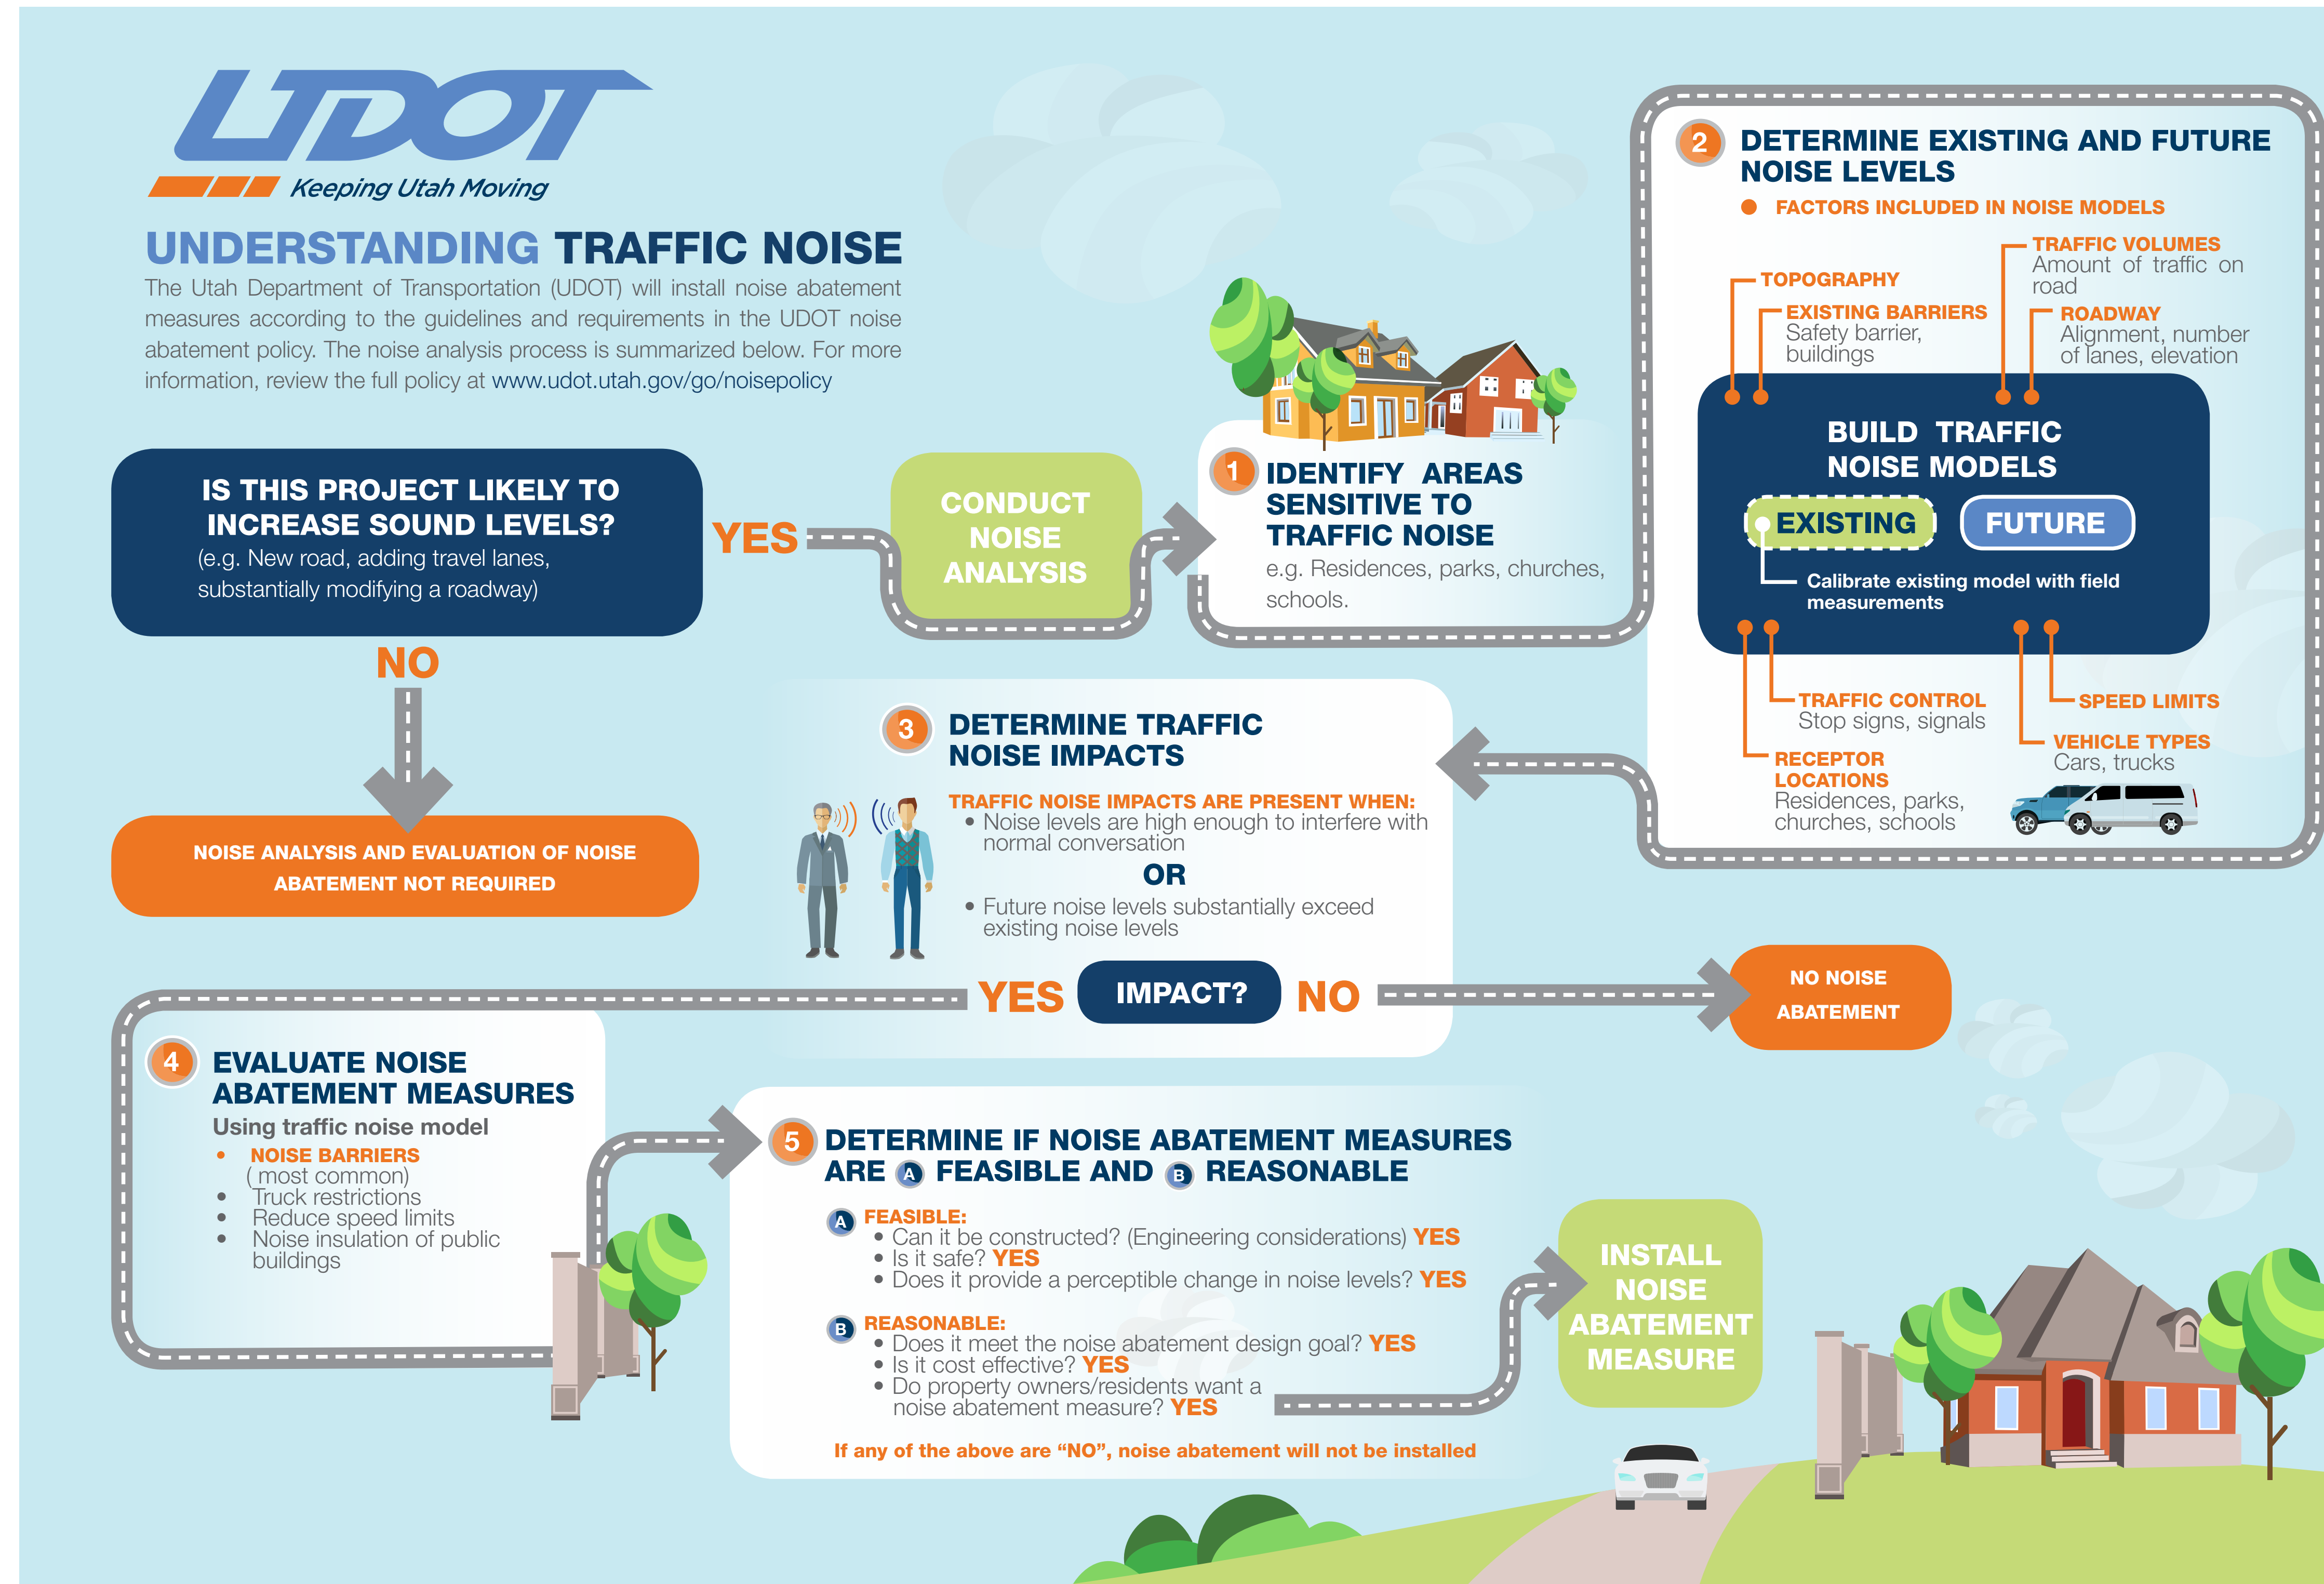 UDOT
Keeping Utah Moving
UNDERSTANDING TRAFFIC NOISE
The Utah Department of Transportation (UDOT) will install noise abatement
measures according to the guidelines and requirements in the UDOT noise
abatement policy. The noise analysis process is summarized below. For more
information, review the full policy at www.udot.utah.gov/go/noisepolicy
IS THIS PROJECT LIKELY TO
INCREASE SOUND LEVELS?
(e.g. New road, adding travel lanes,
substantially modifying a roadway)
YES
NO
NOISE ANALYSIS AND EVALUATION OF NOISE
ABATEMENT NOT REQUIRED
CONDUCT
NOISE
ANALYSIS
1 IDENTIFY AREAS
SENSITIVE TO
TRAFFIC NOISE
e.g. Residences, parks, churches,
schools.
2 DETERMINE EXISTING AND FUTURE
NOISE LEVELS
• FACTORS INCLUDED IN NOISE MODELS
TOPOGRAPHY
EXISTING BARRIERS
Safety barrier,
buildings
TRAFFIC VOLUMES
Amount of traffic on
road
ROADWAY
Alignment, number
of lanes, elevation
BUILD TRAFFIC
NOISE MODELS
EXISTING
FUTURE
Calibrate existing model with field
measurements
TRAFFIC CONTROL
Stop signs, signals
RECEPTOR
LOCATIONS
Residences, parks,
churches, schools
SPEED LIMITS
VEHICLE TYPES
Cars, trucks
3 DETERMINE TRAFFIC
NOISE IMPACTS
TRAFFIC NOISE IMPACTS ARE PRESENT WHEN:
• Noise levels are high enough to interfere with
normal conversation
OR
• Future noise levels substantially exceed
existing noise levels
YES IMPACT? NO
NO NOISE
ABATEMENT
4 EVALUATE NOISE
ABATEMENT MEASURES
Using traffic noise model
• NOISE BARRIERS
( most common)
• Truck restrictions
• Reduce speed limits
• Noise insulation of public
buildings
5 DETERMINE IF NOISE ABATEMENT MEASURES
ARE A FEASIBLE AND B REASONABLE
A FEASIBLE:
• Can it be constructed? (Engineering considerations) YES
• Is it safe? YES
• Does it provide a perceptible change in noise levels? YES
B REASONABLE:
• Does it meet the noise abatement design goal? YES
• Is it cost effective? YES
• Do property owners/residents want a
noise abatement measure? YES
If any of the above are “NO”, noise abatement will not be installed
INSTALL
NOISE
ABATEMENT
MEASURE